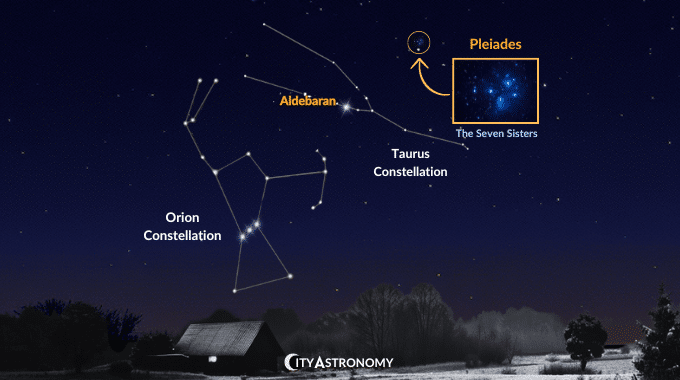 Pleiades
Aldebaran
The Seven Sisters
Taurus
Constellation
Orion
Constellation
CITYASTRONOMY